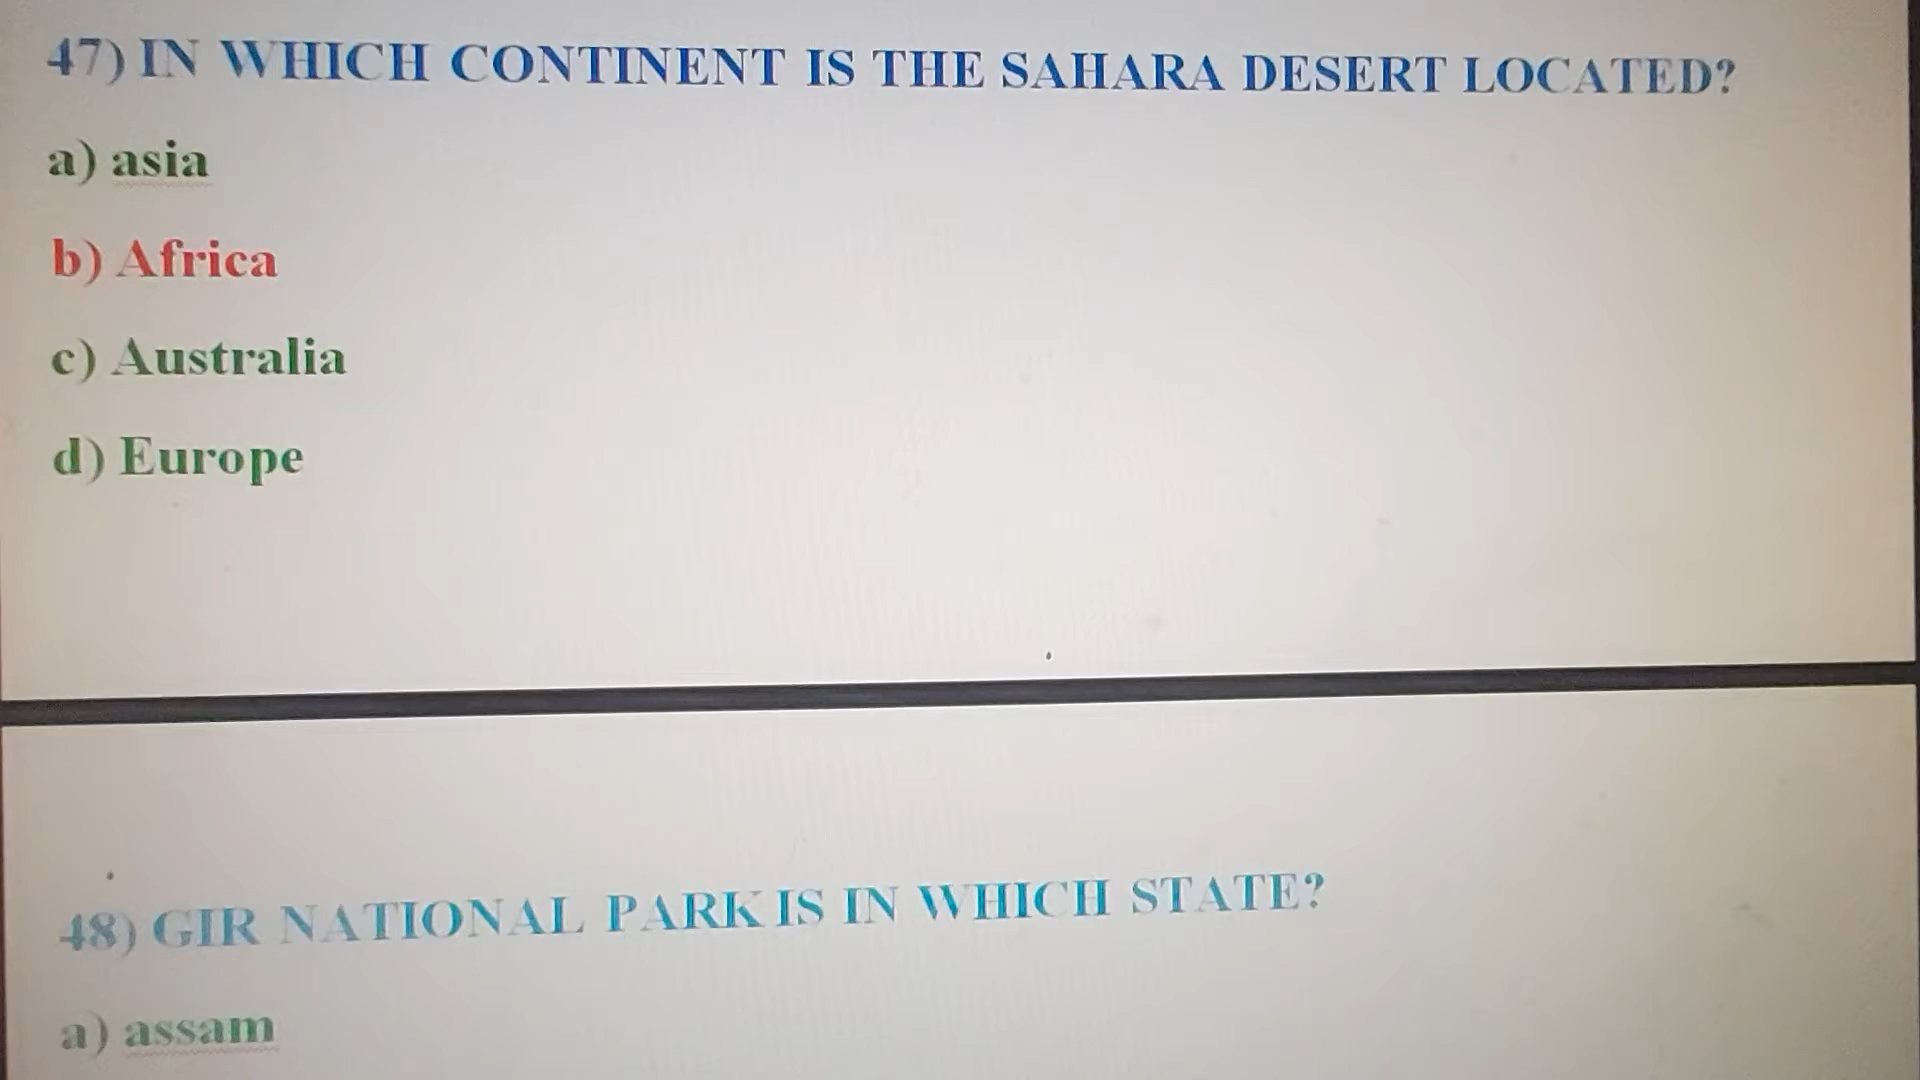 47) IN WHICH CONTINENT IS THE SAHARA DESERT LOCATED?
a) asia
b) Africa
c) Australia
d) Europe
48) GIR NATIONAL PARK IS IN WHICH STATE?
a) assam